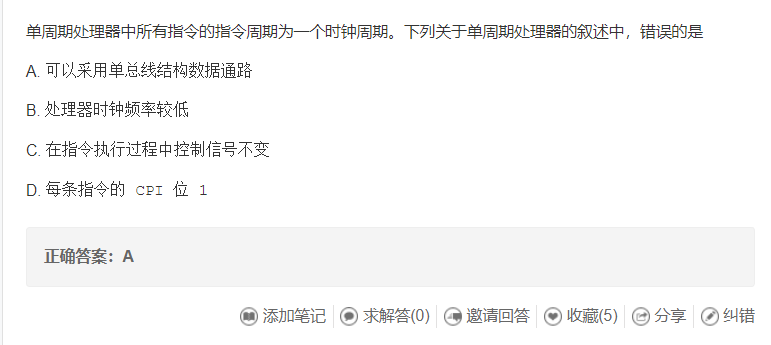 单周期处理器中所有指令的指令周期为一个时钟周期。下列关于单周期处理器的叙述中，错误的是
A. 可以采用单总线结构数据通路
B. 处理器时钟频率较低
C. 在指令执行过程中控制信号不变
D. 每条指令的 CPI 位 1
正确答案：A
添加笔记 求解答(0) 邀请回答 收藏(5) 分享 纠错